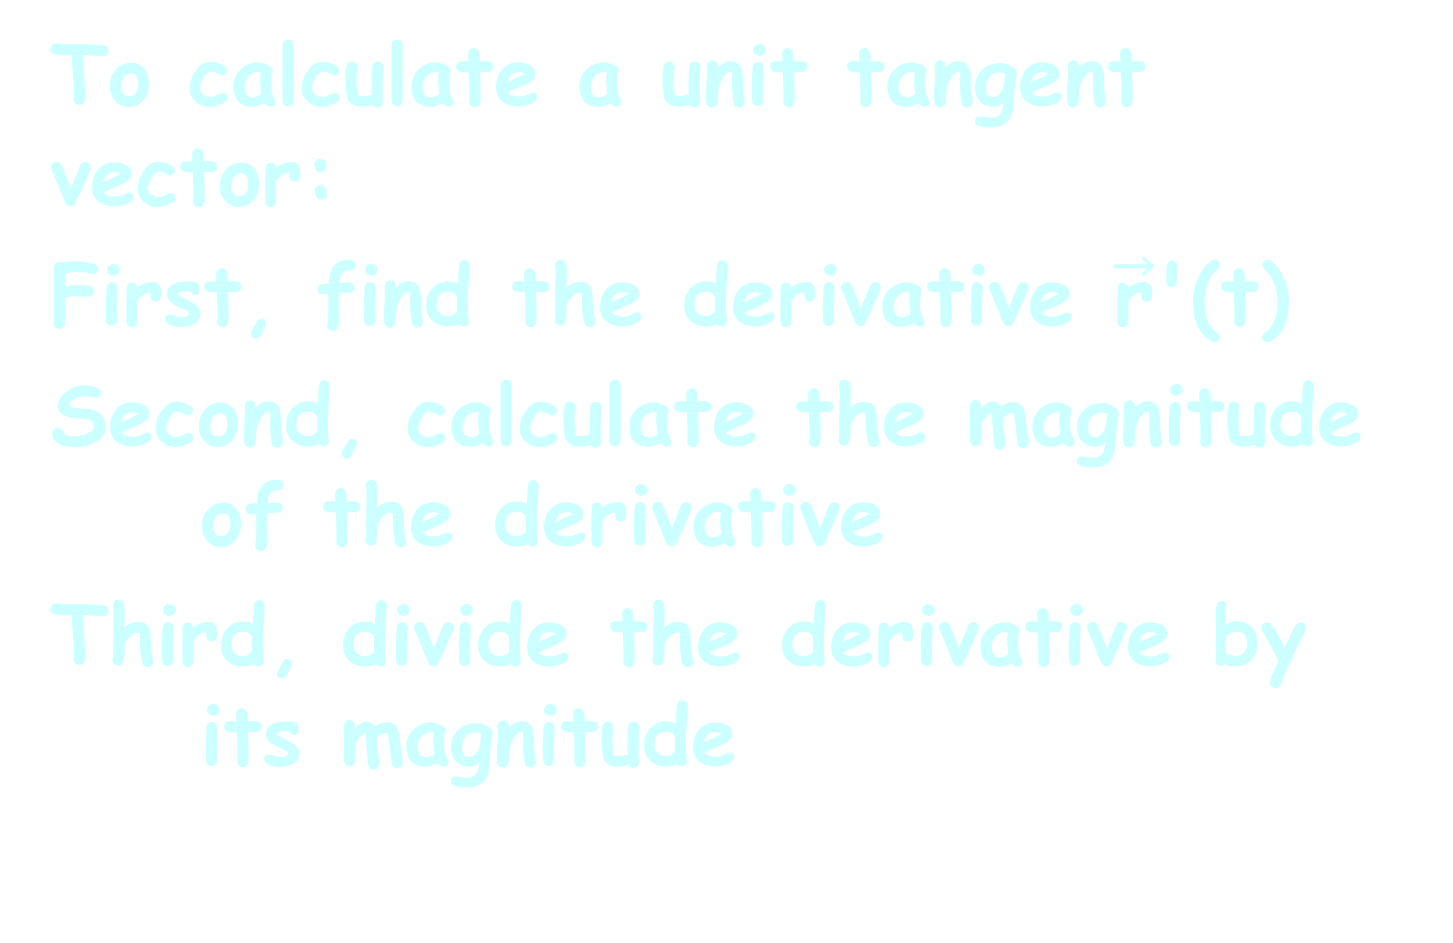 To calculate a unit tangent
vector:
First, find the derivative r⃗'(t)
Second, calculate the magnitude
of the derivative
Third, divide the derivative by
its magnitude